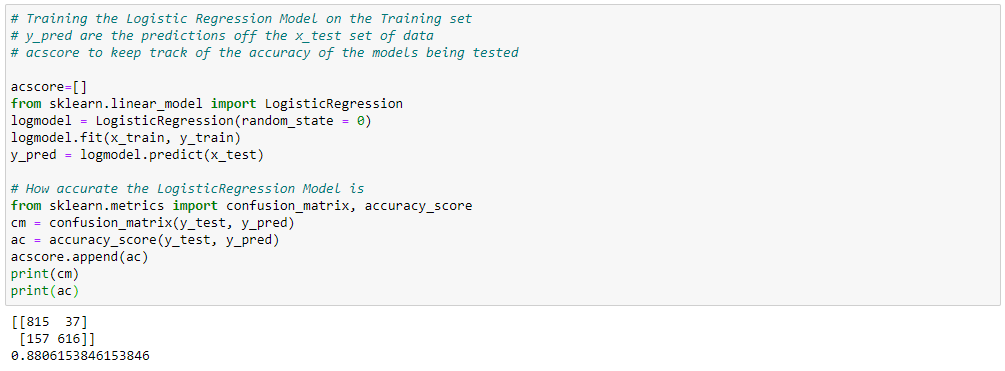 # Training the Logistic Regression Model on the Training set
# y_pred are the predictions off the x_test set of data
# acscore to keep track of the accuracy of the models being tested
acscore=[]
from sklearn.linear_model import LogisticRegression
logmodel = LogisticRegression(random_state = 0)
logmodel.fit(x_train, y_train)
y_pred = logmodel.predict(x_test)
# How accurate the LogisticRegression Model is
from sklearn.metrics import confusion_matrix, accuracy_score
cm = confusion_matrix(y_test, y_pred)
ac = accuracy_score(y_test, y_pred)
acscore.append(ac)
print(cm)
print(ac)
[[815  37]
 [157 616]]
0.8806153846153846